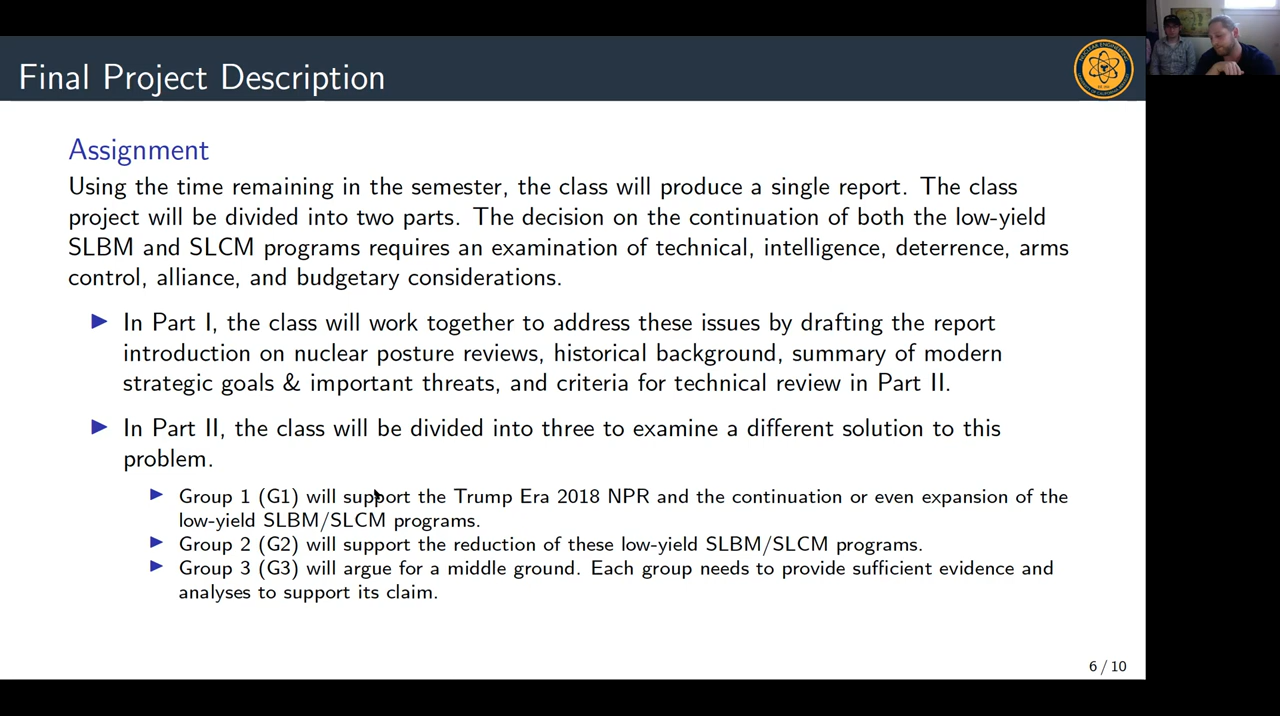 Final Project Description
Assignment
Using the time remaining in the semester, the class will produce a single report. The class
project will be divided into two parts. The decision on the continuation of both the low-yield
SLBM and SLCM programs requires an examination of technical, intelligence, deterrence, arms
control, alliance, and budgetary considerations.
In Part I, the class will work together to address these issues by drafting the report
introduction on nuclear posture reviews, historical background, summary of modern
strategic goals & important threats, and criteria for technical review in Part II.
In Part II, the class will be divided into three to examine a different solution to this
problem.
Group 1 (G1) will support the Trump Era 2018 NPR and the continuation or even expansion of the
low-yield SLBM/SLCM programs.
Group 2 (G2) will support the reduction of these low-yield SLBM/SLCM programs.
Group 3 (G3) will argue for a middle ground. Each group needs to provide sufficient evidence and
analyses to support its claim.
6 / 10